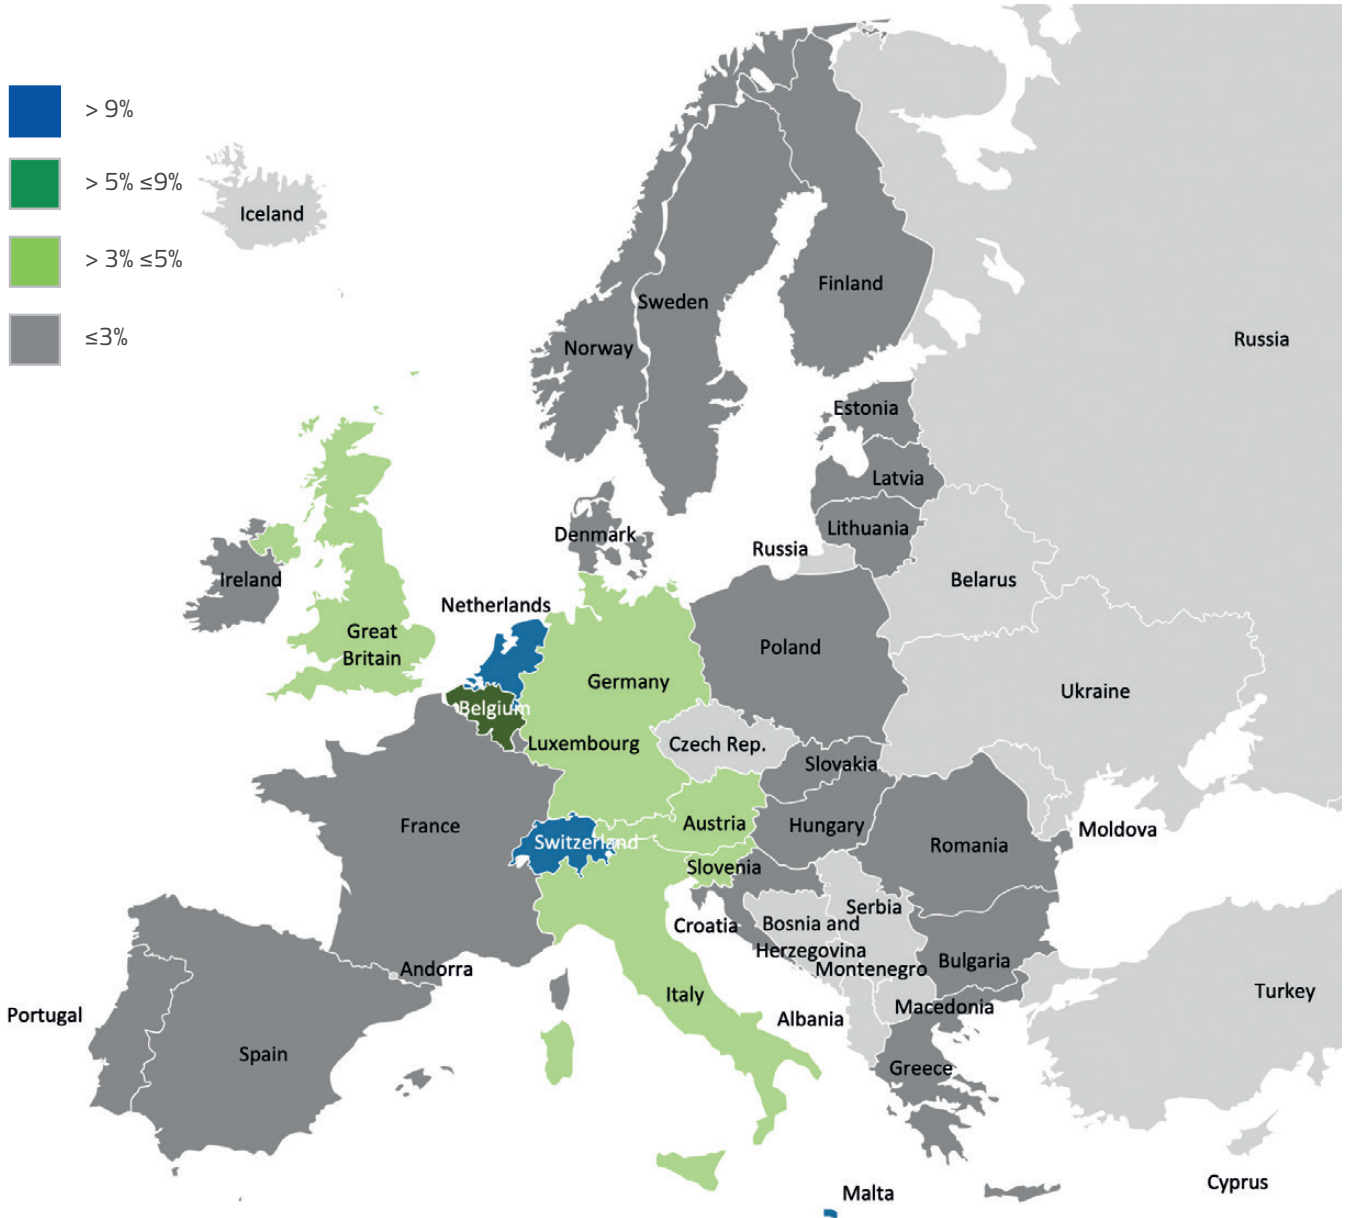 > 9%
> 5% ≤9%
> 3% ≤5%
≤3%
Iceland
Finland
Sweden
Norway
Russia
Estonia
Latvia
Lithuania
Denmark
Russia
Ireland
Belarus
Netherlands
Great
Britain
Poland
Germany
Ukraine
Belgium
Luxembourg
Czech Rep.
Slovakia
France
Austria
Hungary
Moldova
Switzerland
Romania
Slovenia
Serbia
Croatia
Bosnia and
Herzegovina
Bulgaria
Andorra
Montenegro
Turkey
Italy
Macedonia
Portugal
Albania
Spain
Greece
Malta
Cyprus